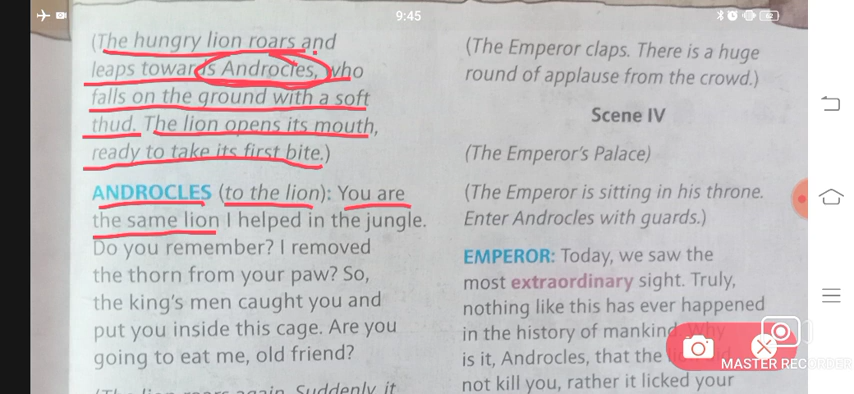 9:45
(The hungry lion roars and
leaps towards Androcles, who
falls on the ground with a soft
thud. The lion opens its mouth,
ready to take its first bite.)
ANDROCLES (to the lion): You are
the same lion I helped in the jungle.
Do you remember? I removed
the thorn from your paw? So,
the king's men caught you and
put you inside this cage. Are you
going to eat me, old friend?
(The lion roars again. Suddenly it
(The Emperor claps. There is a huge
round of applause from the crowd.)
Scene IV
(The Emperor's Palace)
(The Emperor is sitting in his throne.
Enter Androcles with guards.)
EMPEROR: Today, we saw the
most extraordinary sight. Truly,
nothing like this has ever happened
in the history of mankind. Why
is it, Androcles, that the
not kill you, rather it licked your
MASTER RECORDER